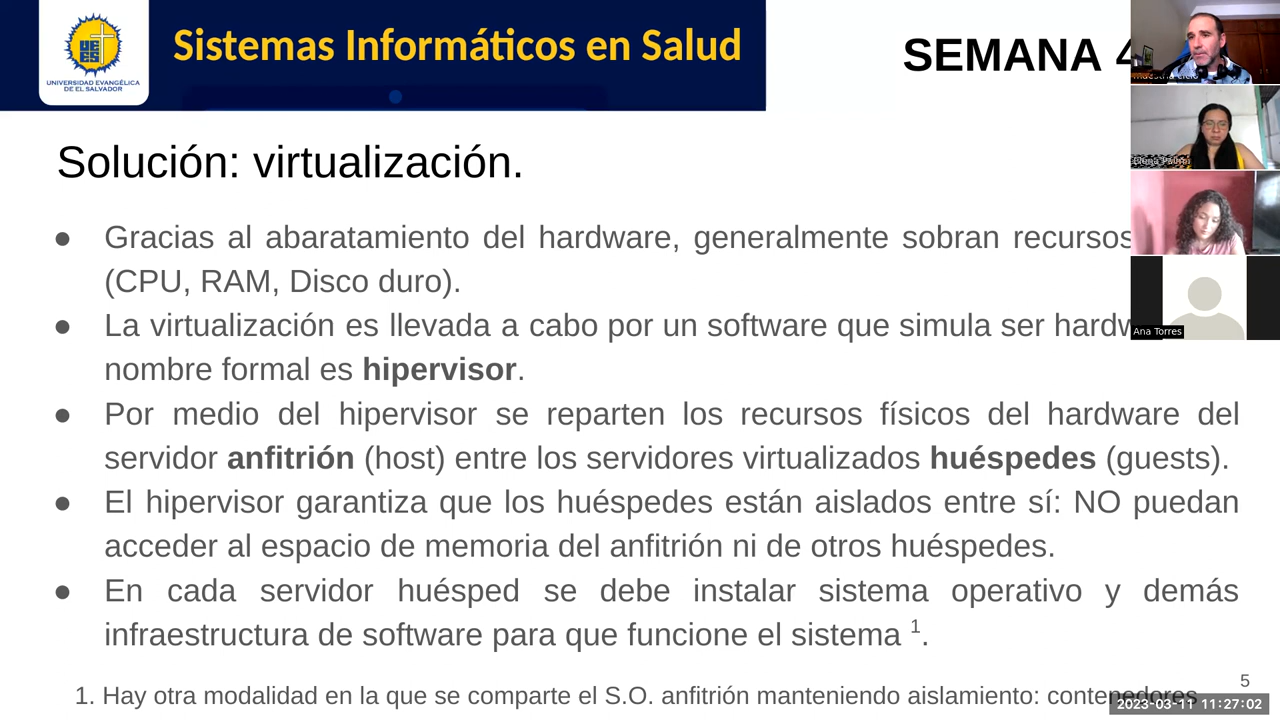 UNIVERSIDAD EVANGÉLICA
DE EL SALVADOR
Sistemas Informáticos en Salud
SEMANA 4
Solución: virtualización.
● Gracias al abaratamiento del hardware, generalmente sobran recursos
(CPU, RAM, Disco duro).
● La virtualización es llevada a cabo por un software que simula ser
nombre formal es hipervisor.
● Por medio del hipervisor se reparten los recursos físicos del hardware del
servidor anfitrión (host) entre los servidores virtualizados huéspedes (guests).
● El hipervisor garantiza que los huéspedes están aislados entre sí: NO puedan
acceder al espacio de memoria del anfitrión ni de otros huéspedes.
● En cada servidor huésped se debe instalar sistema operativo y demás
infraestructura de software para que funcione el sistema 1.
1. Hay otra modalidad en la que se comparte el S.O. anfitrión manteniendo aislamiento: contenedores
5
Ana Torres
2023-03-11 11:27:02